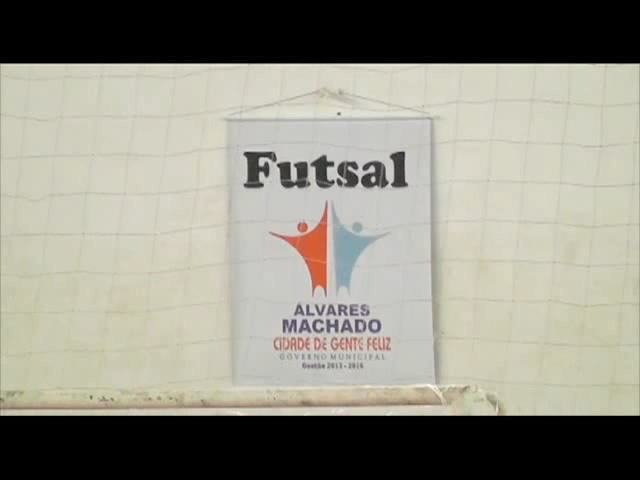 Futsal
ÁLVARES
MACHADO
CIDADE DE GENTE FELIZ
GOVERNO MUNICIPAL
Gestão 2013 - 2016